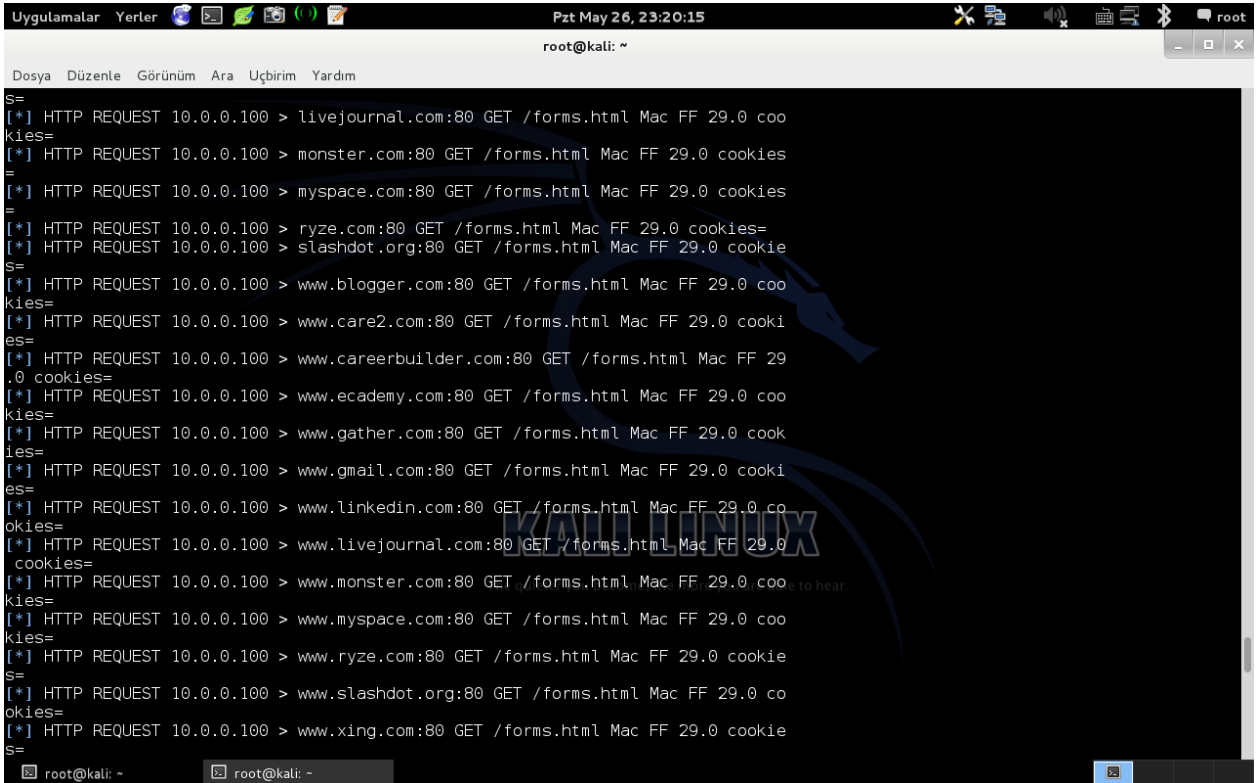 Uygulamalar Yerler Pzt May 26, 23:20:15 root
root@kali: ~
Dosya Düzenle Görünüm Ara Uçbirim Yardım
s=
[*] HTTP REQUEST 10.0.0.100 > livejournal.com:80 GET /forms.html Mac FF 29.0 coo
kies=
[*] HTTP REQUEST 10.0.0.100 > monster.com:80 GET /forms.html Mac FF 29.0 cookies
=
[*] HTTP REQUEST 10.0.0.100 > myspace.com:80 GET /forms.html Mac FF 29.0 cookies
=
[*] HTTP REQUEST 10.0.0.100 > ryze.com:80 GET /forms.html Mac FF 29.0 cookies=
[*] HTTP REQUEST 10.0.0.100 > slashdot.org:80 GET /forms.html Mac FF 29.0 cookie
s=
[*] HTTP REQUEST 10.0.0.100 > www.blogger.com:80 GET /forms.html Mac FF 29.0 coo
kies=
[*] HTTP REQUEST 10.0.0.100 > www.care2.com:80 GET /forms.html Mac FF 29.0 cooki
es=
[*] HTTP REQUEST 10.0.0.100 > www.careerbuilder.com:80 GET /forms.html Mac FF 29
.0 cookies=
[*] HTTP REQUEST 10.0.0.100 > www.ecademy.com:80 GET /forms.html Mac FF 29.0 coo
kies=
[*] HTTP REQUEST 10.0.0.100 > www.gather.com:80 GET /forms.html Mac FF 29.0 cook
ies=
[*] HTTP REQUEST 10.0.0.100 > www.gmail.com:80 GET /forms.html Mac FF 29.0 cooki
es=
[*] HTTP REQUEST 10.0.0.100 > www.linkedin.com:80 GET /forms.html Mac FF 29.0 co
okies=
KALI LINUX
[*] HTTP REQUEST 10.0.0.100 > www.livejournal.com:80 GET /forms.html Mac FF 29.0
 cookies=
[*] HTTP REQUEST 10.0.0.100 > www.monster.com:80 GET /forms.html Mac FF 29.0 coo
kies=
to hear.
[*] HTTP REQUEST 10.0.0.100 > www.myspace.com:80 GET /forms.html Mac FF 29.0 coo
kies=
[*] HTTP REQUEST 10.0.0.100 > www.ryze.com:80 GET /forms.html Mac FF 29.0 cookie
s=
[*] HTTP REQUEST 10.0.0.100 > www.slashdot.org:80 GET /forms.html Mac FF 29.0 co
okies=
[*] HTTP REQUEST 10.0.0.100 > www.xing.com:80 GET /forms.html Mac FF 29.0 cookie
s=
root@kali: ~ root@kali: ~